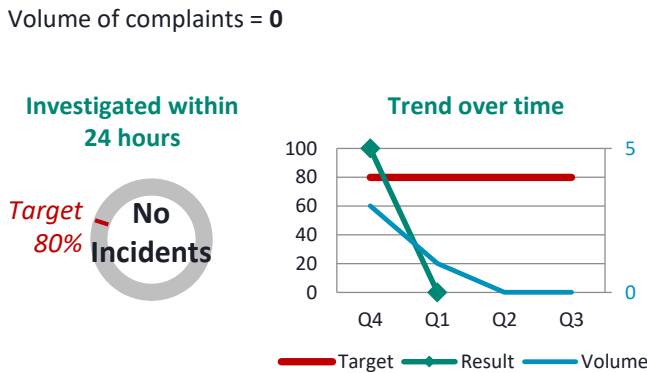 Volume of complaints = 0
Investigated within
24 hours
Target
80%
No
Incidents
Trend over time
100
80
60
40
20
0
5
0
Q4 Q1 Q2 Q3
Target Result Volume